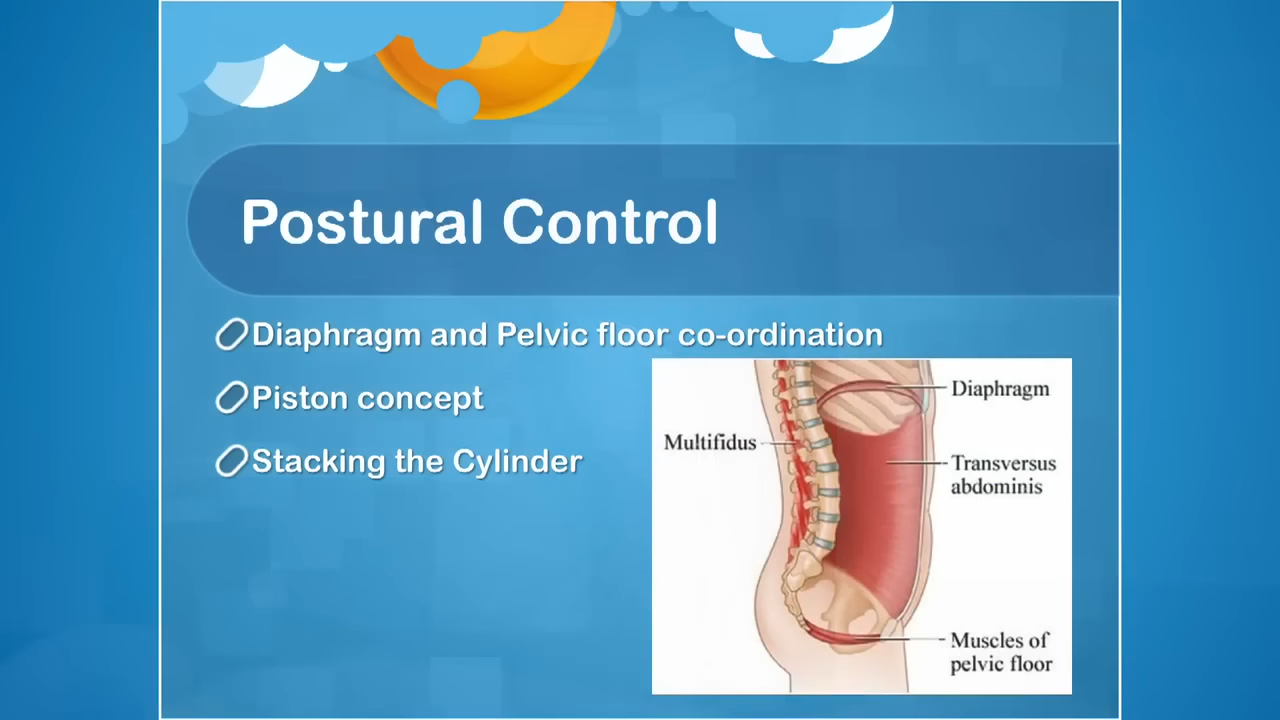 Postural Control
Diaphragm and Pelvic floor co-ordination
Piston concept
Stacking the Cylinder
Diaphragm
Multifidus
Transversus
abdominis
Muscles of
pelvic floor